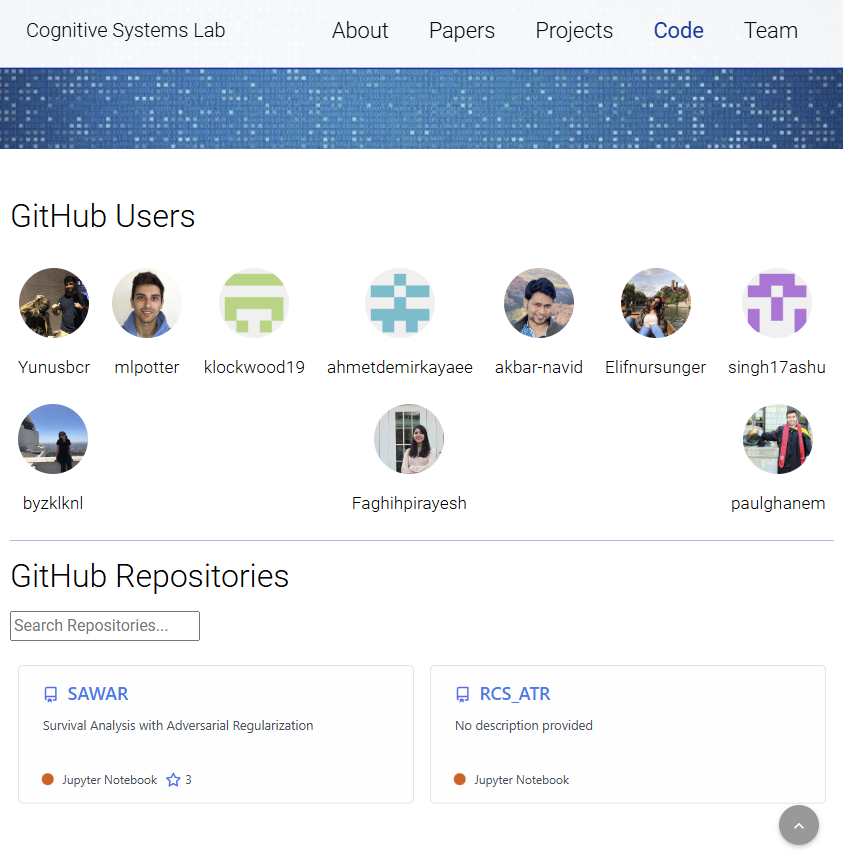 Cognitive Systems Lab About Papers Projects Code Team
GitHub Users
Yunusbcr mlpotter klockwood19 ahmetdemirkayaee akbar-navid Elifnursunger singh17ashu
byzklknl Faghihpirayesh paulghanem
GitHub Repositories
Search Repositories...
SAWAR
Survival Analysis with Adversarial Regularization
Jupyter Notebook 3
RCS_ATR
No description provided
Jupyter Notebook